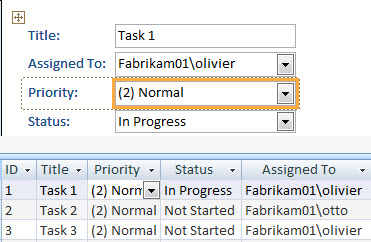 Title: Task 1
Assigned To: Fabrikam01\olivier
Priority: (2) Normal
Status: In Progress
ID Title Priority Status Assigned To
1 Task 1 (2) Norm In Progress Fabrikam01\olivier
2 Task 2 (2) Normal Not Started Fabrikam01\otto
3 Task 3 (2) Normal Not Started Fabrikam01\olivier